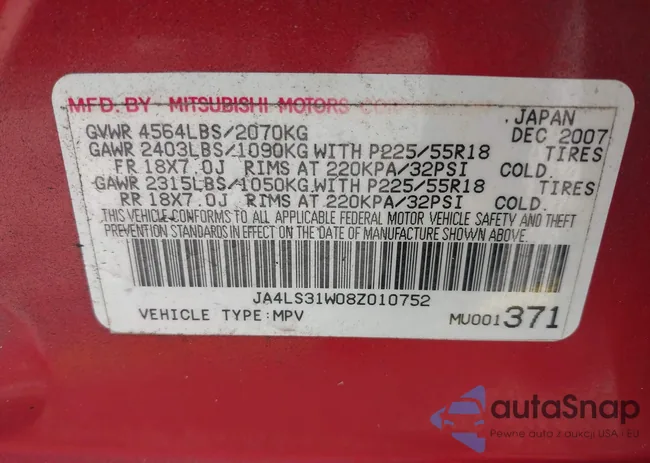 MFD. BY MITSUBISHI MOTORS CORPORATION
, JAPAN
GVWR 4564LBS/2070KG DEC 2007
GAWR 2403LBS/1090KG WITH P225/55R18 TIRES
FR 18X7.0J RIMS AT 220KPA/32PSI COLD.
GAWR 2315LBS/1050KG WITH P225/55R18 TIRES
RR 18X7.0J RIMS AT 220KPA/32PSI COLD.
THIS VEHICLE CONFORMS TO ALL APPLICABLE FEDERAL MOTOR VEHICLE SAFETY AND THEFT
PREVENTION STANDARDS IN EFFECT ON THE DATE OF MANUFACTURE SHOWN ABOVE.
JA4LS31W08Z010752
VEHICLE TYPE:MPV MU001371
autaSnap
Pewne auto z aukcji USA i EU